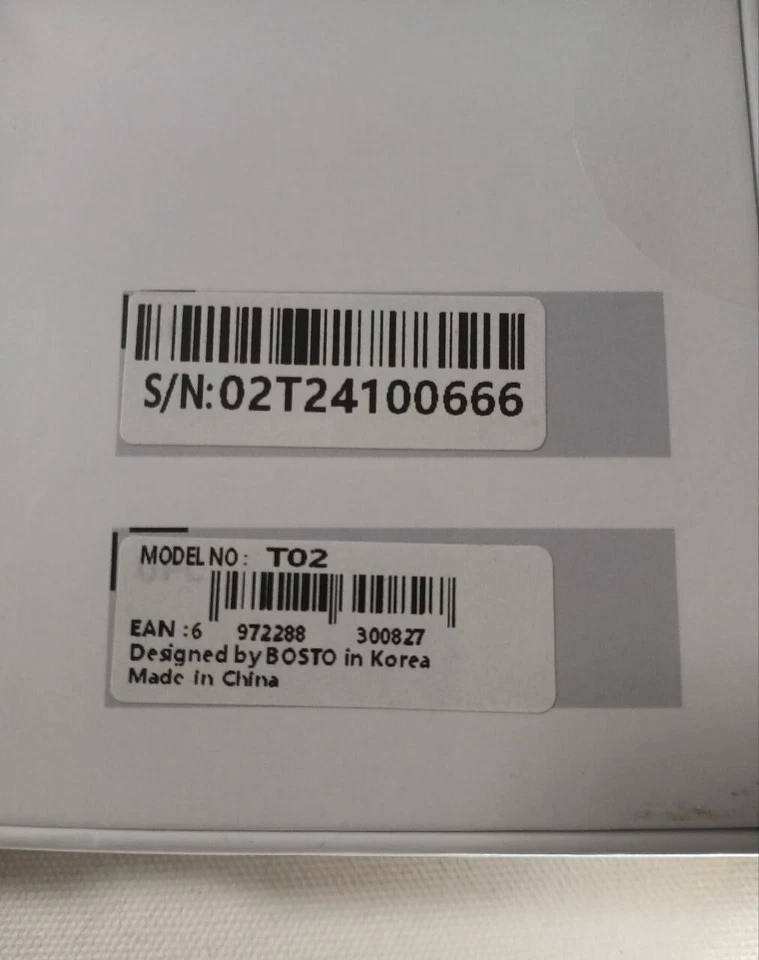 S/N:02T24100666
MODEL NO: T02
EAN :6 972288 300827
Designed by BOSTO in Korea
Made in China